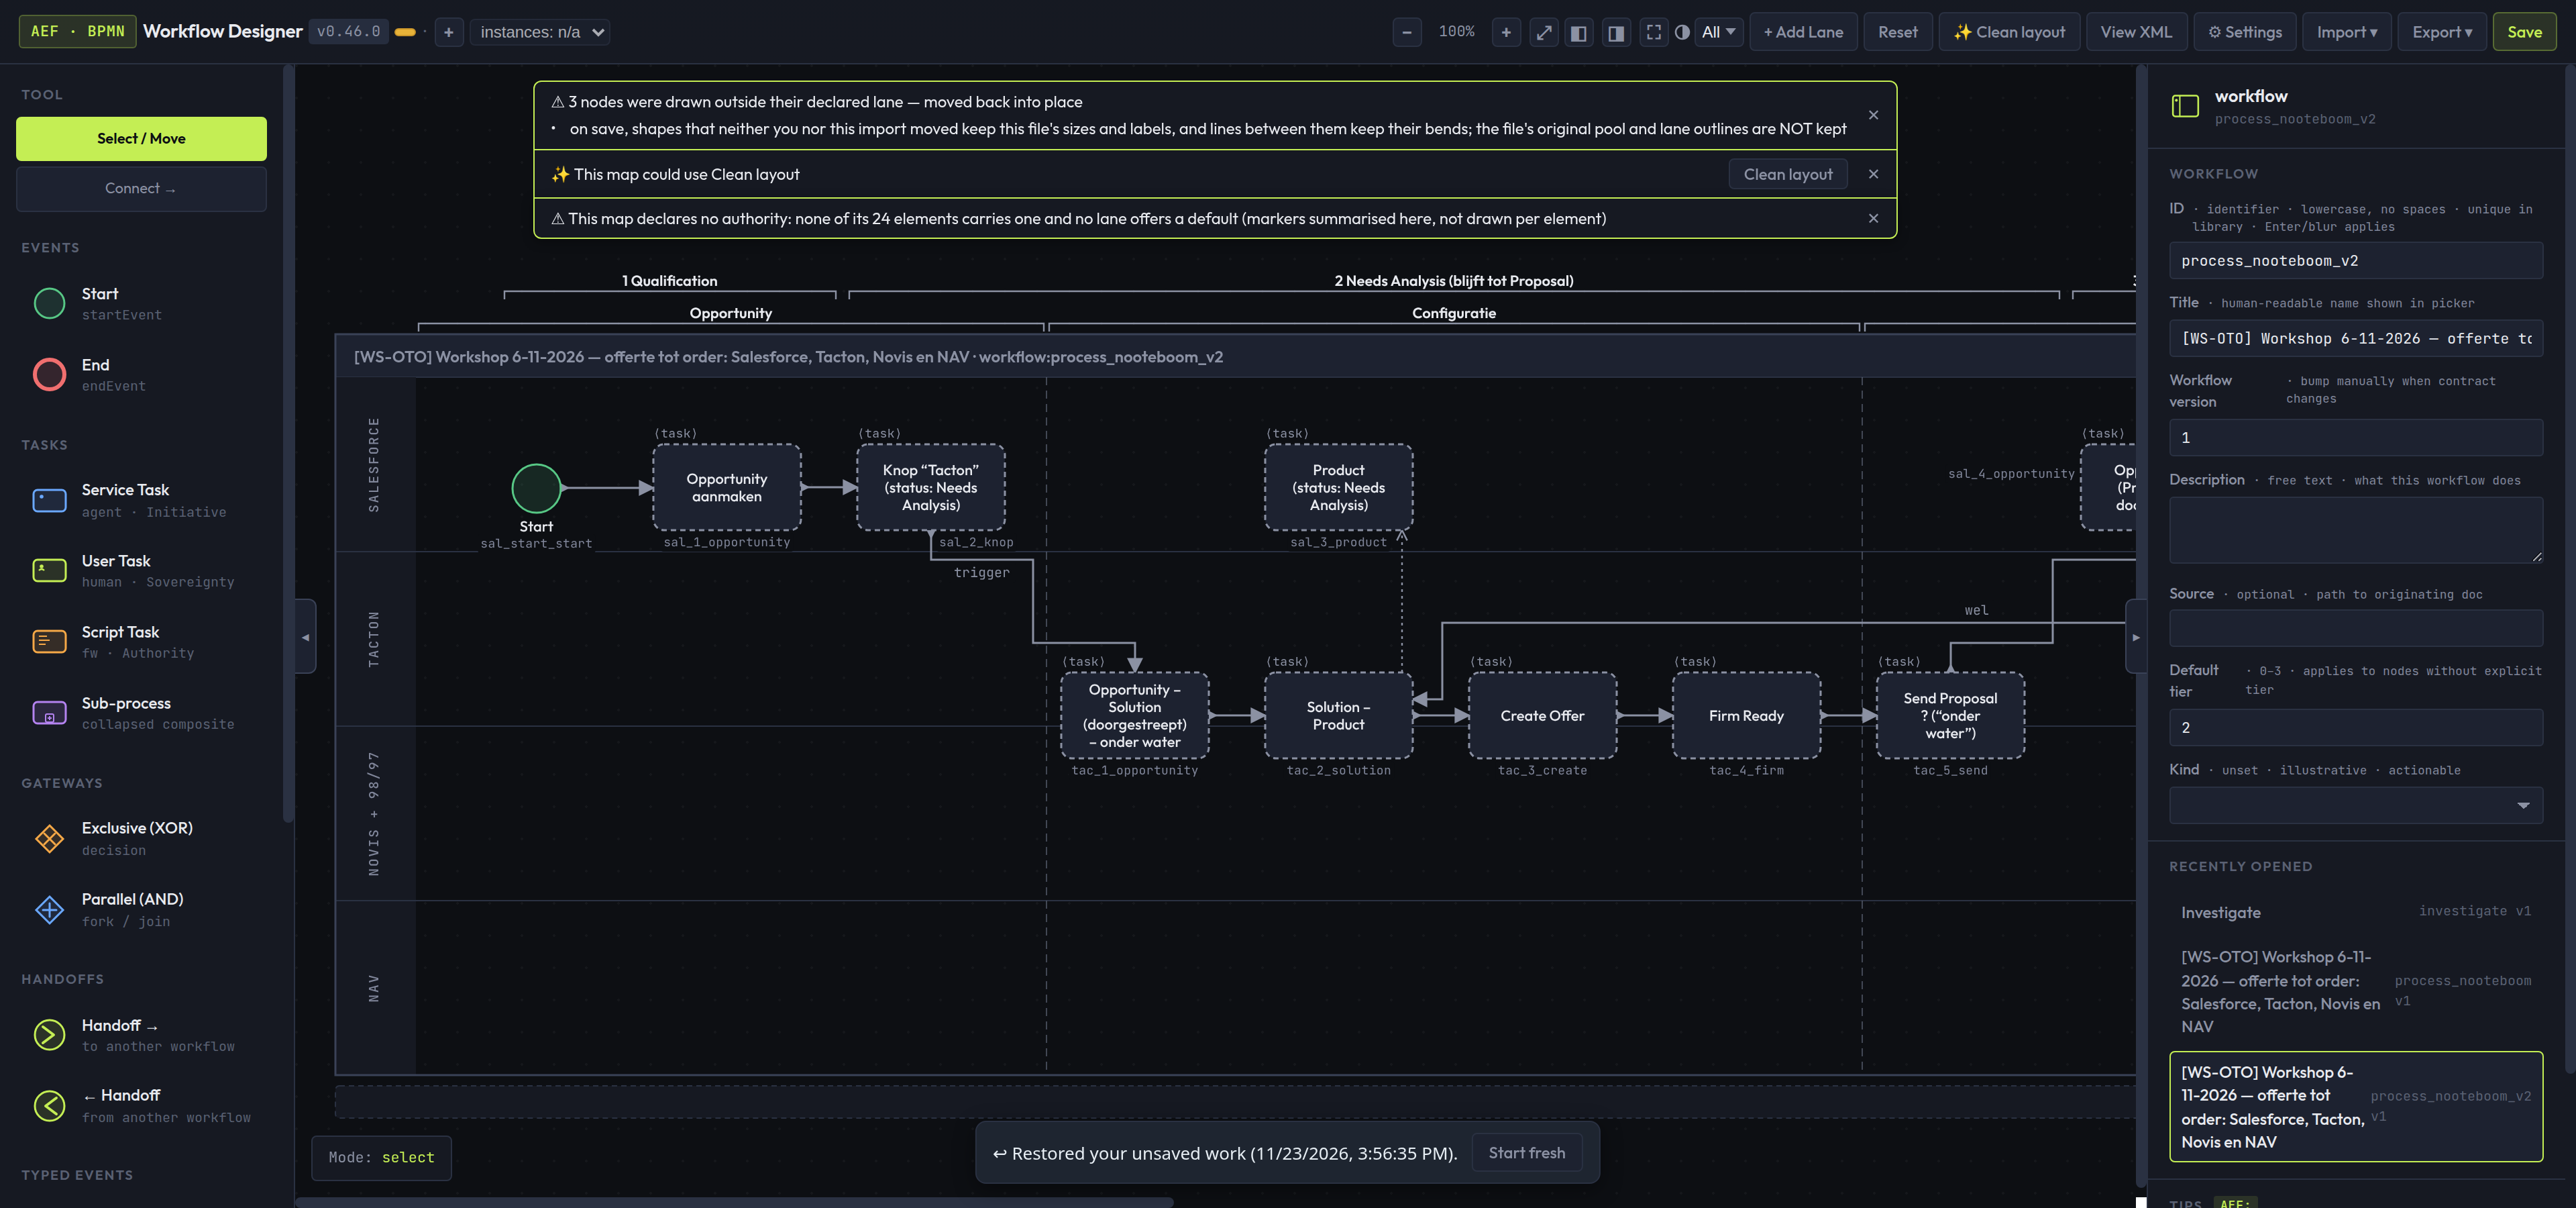 AEF · BPMN Workflow Designer v0.46.0 · + instances: n/a
− 100% + All + Add Lane Reset ✨ Clean layout View XML ⚙ Settings Import ▾ Export ▾ Save
TOOL
Select / Move
Connect →
EVENTS
Start
startEvent
End
endEvent
TASKS
Service Task
agent · Initiative
User Task
human · Sovereignty
Script Task
fw · Authority
Sub-process
collapsed composite
GATEWAYS
Exclusive (XOR)
decision
Parallel (AND)
fork / join
HANDOFFS
Handoff →
to another workflow
← Handoff
from another workflow
TYPED EVENTS
⚠ 3 nodes were drawn outside their declared lane — moved back into place ×
• on save, shapes that neither you nor this import moved keep this file's sizes and labels, and lines between them keep their bends; the file's original pool and lane outlines are NOT kept
✨ This map could use Clean layout Clean layout ×
⚠ This map declares no authority: none of its 24 elements carries one and no lane offers a default (markers summarised here, not drawn per element) ×
1 Qualification
2 Needs Analysis (blijft tot Proposal)
Opportunity
Configuratie
[WS-OTO] Workshop 6-11-2026 — offerte tot order: Salesforce, Tacton, Novis en NAV · workflow:process_nooteboom_v2
SALESFORCE
Start
sal_start_start
⟨task⟩
Opportunity
aanmaken
sal_1_opportunity
⟨task⟩
Knop “Tacton”
(status: Needs
Analysis)
sal_2_knop
trigger
⟨task⟩
Product
(status: Needs
Analysis)
sal_3_product
⟨task⟩
sal_4_opportunity
TACTON
wel
⟨task⟩
Opportunity –
Solution
(doorgestreept)
– onder water
tac_1_opportunity
⟨task⟩
Solution –
Product
tac_2_solution
⟨task⟩
Create Offer
tac_3_create
⟨task⟩
Firm Ready
tac_4_firm
⟨task⟩
Send Proposal
? (“onder
water”)
tac_5_send
NOVIS + 98/97
NAV
Mode: select
↩ Restored your unsaved work (11/23/2026, 3:56:35 PM). Start fresh
workflow
process_nooteboom_v2
WORKFLOW
ID · identifier · lowercase, no spaces · unique in
library · Enter/blur applies
process_nooteboom_v2
Title · human-readable name shown in picker
[WS-OTO] Workshop 6-11-2026 — offerte to
Workflow version · bump manually when contract changes
1
Description · free text · what this workflow does
Source · optional · path to originating doc
Default tier · 0–3 · applies to nodes without explicit tier
2
Kind · unset · illustrative · actionable
RECENTLY OPENED
Investigate investigate v1
[WS-OTO] Workshop 6-11-
2026 — offerte tot order:
Salesforce, Tacton, Novis en
NAV
process_nooteboom
v1
[WS-OTO] Workshop 6-
11-2026 — offerte tot
order: Salesforce, Tacton,
Novis en NAV
process_nooteboom_v2
v1
TIPS AEF: